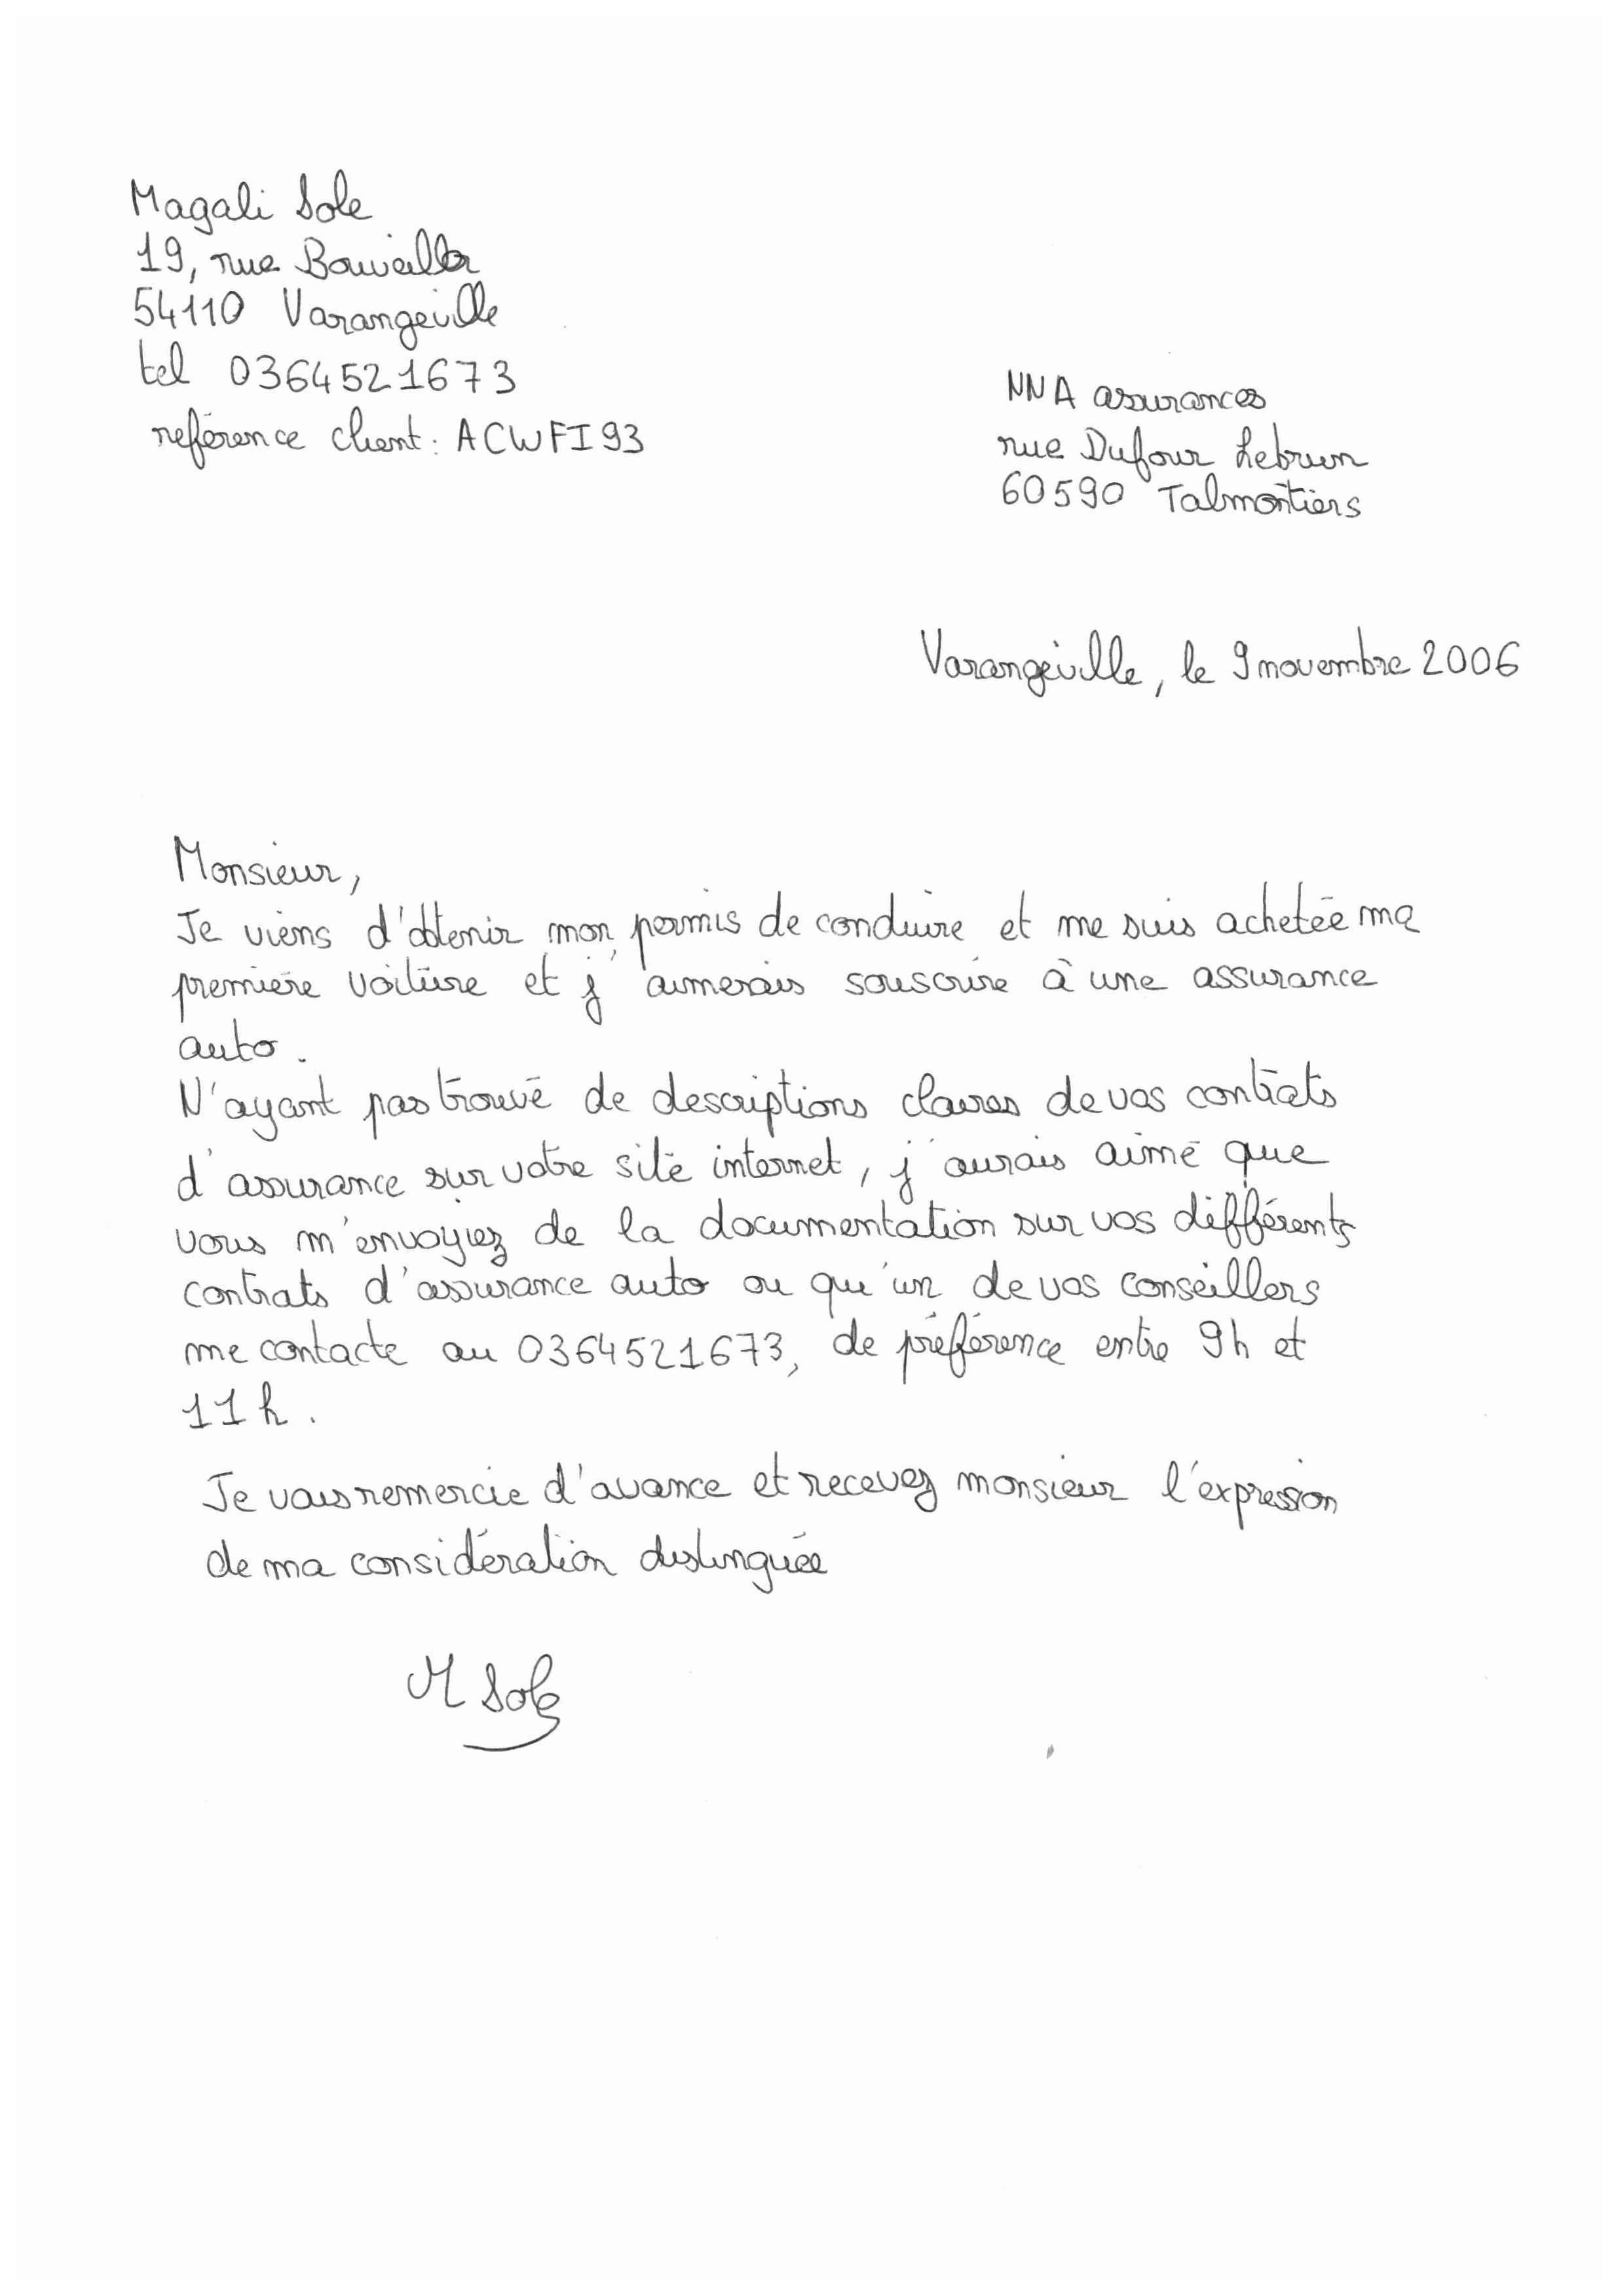 Magali Sole
19, rue Bouvaillla
54110 Varangeville
tel 0364521673
reférence client: ACWFI93
NNA assurances
rue Dufour Lebrun
60590 Talmontiers
Varangeville, le 9 novembre 2006
Monsieur,
Je viens d'obtenir mon permis de conduire et me suis achetée ma
première voiture et j'aimerais souscrire à une assurance
auto.
N'ayant pas trouvé de descriptions claires de vos contrats
d'assurance sur votre site internet, j'aurais aimé que
vous m'envoyiez de la documentation sur vos différents
contrats d'assurance auto ou qu'un de vos conseillers
me contacte au 0364521673, de préférence entre 9h et
11h.
Je vous remercie d'avance et recevez monsieur l'expression
de ma considération distinguée
M Sole